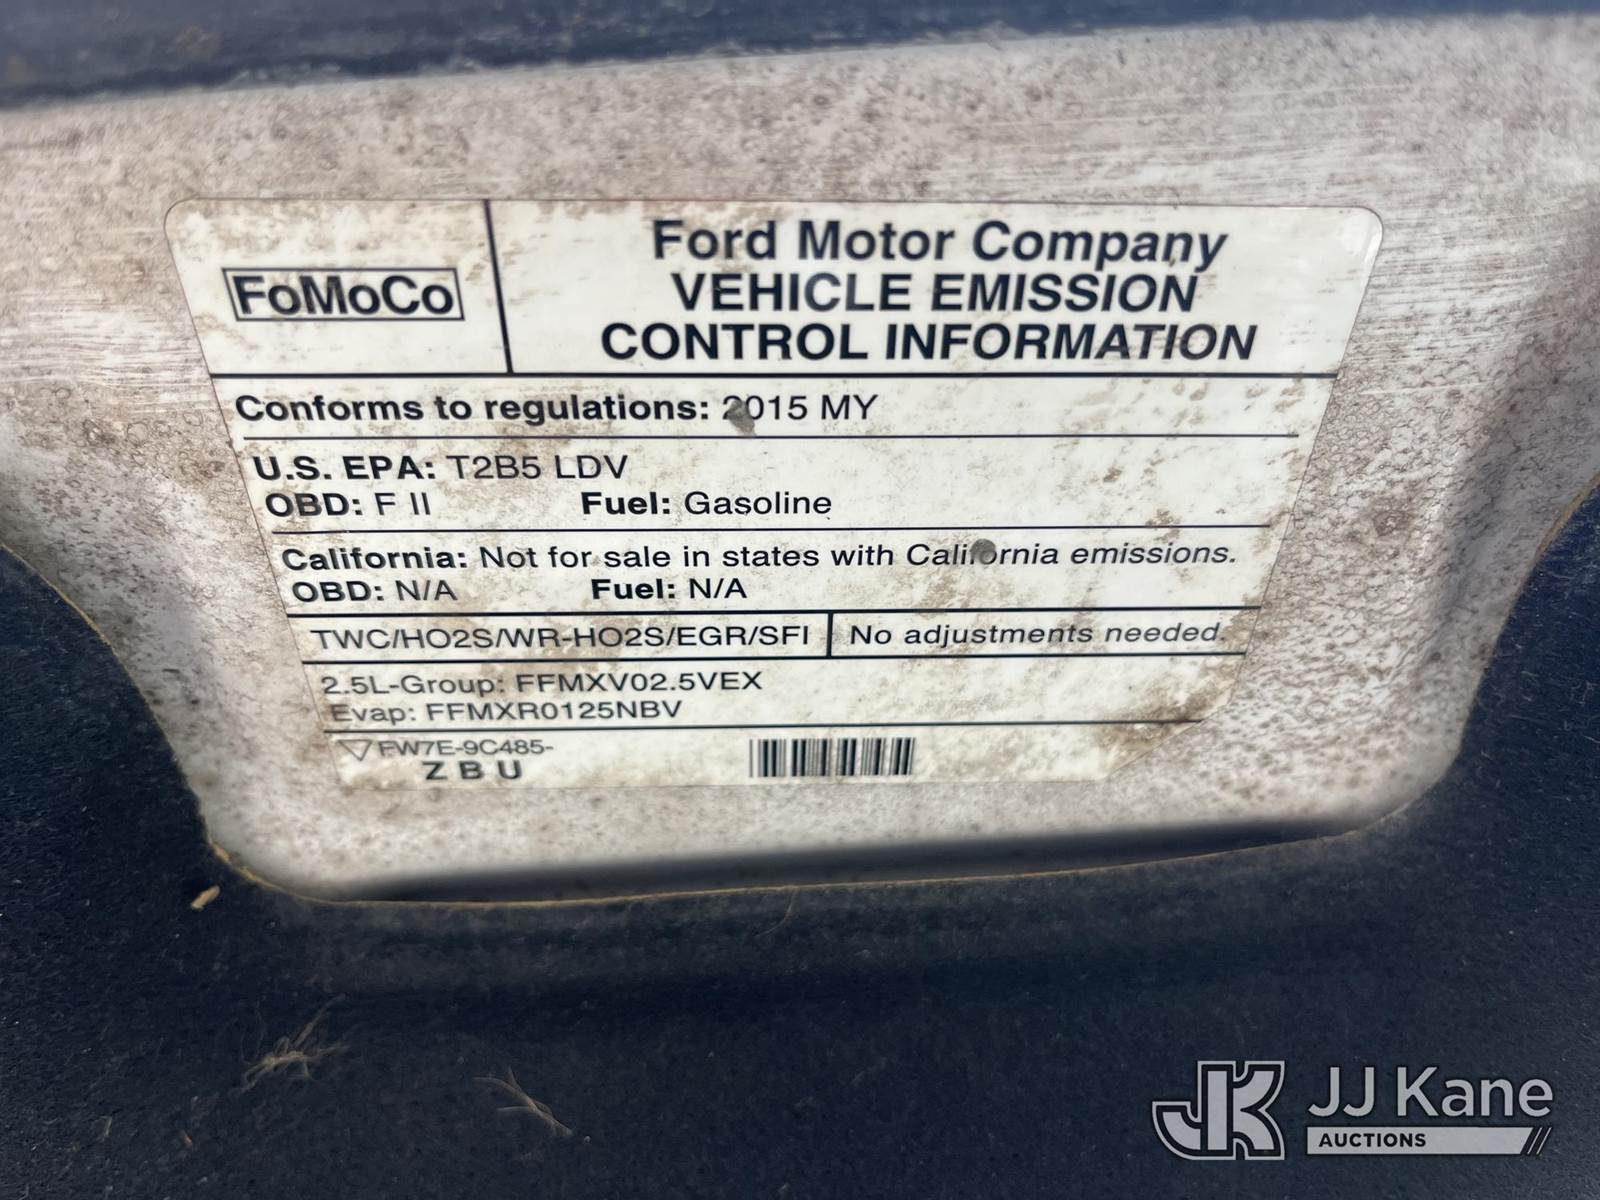 FoMoCo
Ford Motor Company
VEHICLE EMISSION
CONTROL INFORMATION
Conforms to regulations: 2015 MY
U.S. EPA: T2B5 LDV
OBD: F II Fuel: Gasoline
California: Not for sale in states with California emissions.
OBD: N/A Fuel: N/A
TWC/HO2S/WR-HO2S/EGR/SFI No adjustments needed.
2.5L-Group: FFMXV02.5VEX
Evap: FFMXR0125NBV
FW7E-9C485-
Z B U
JK JJ Kane
AUCTIONS